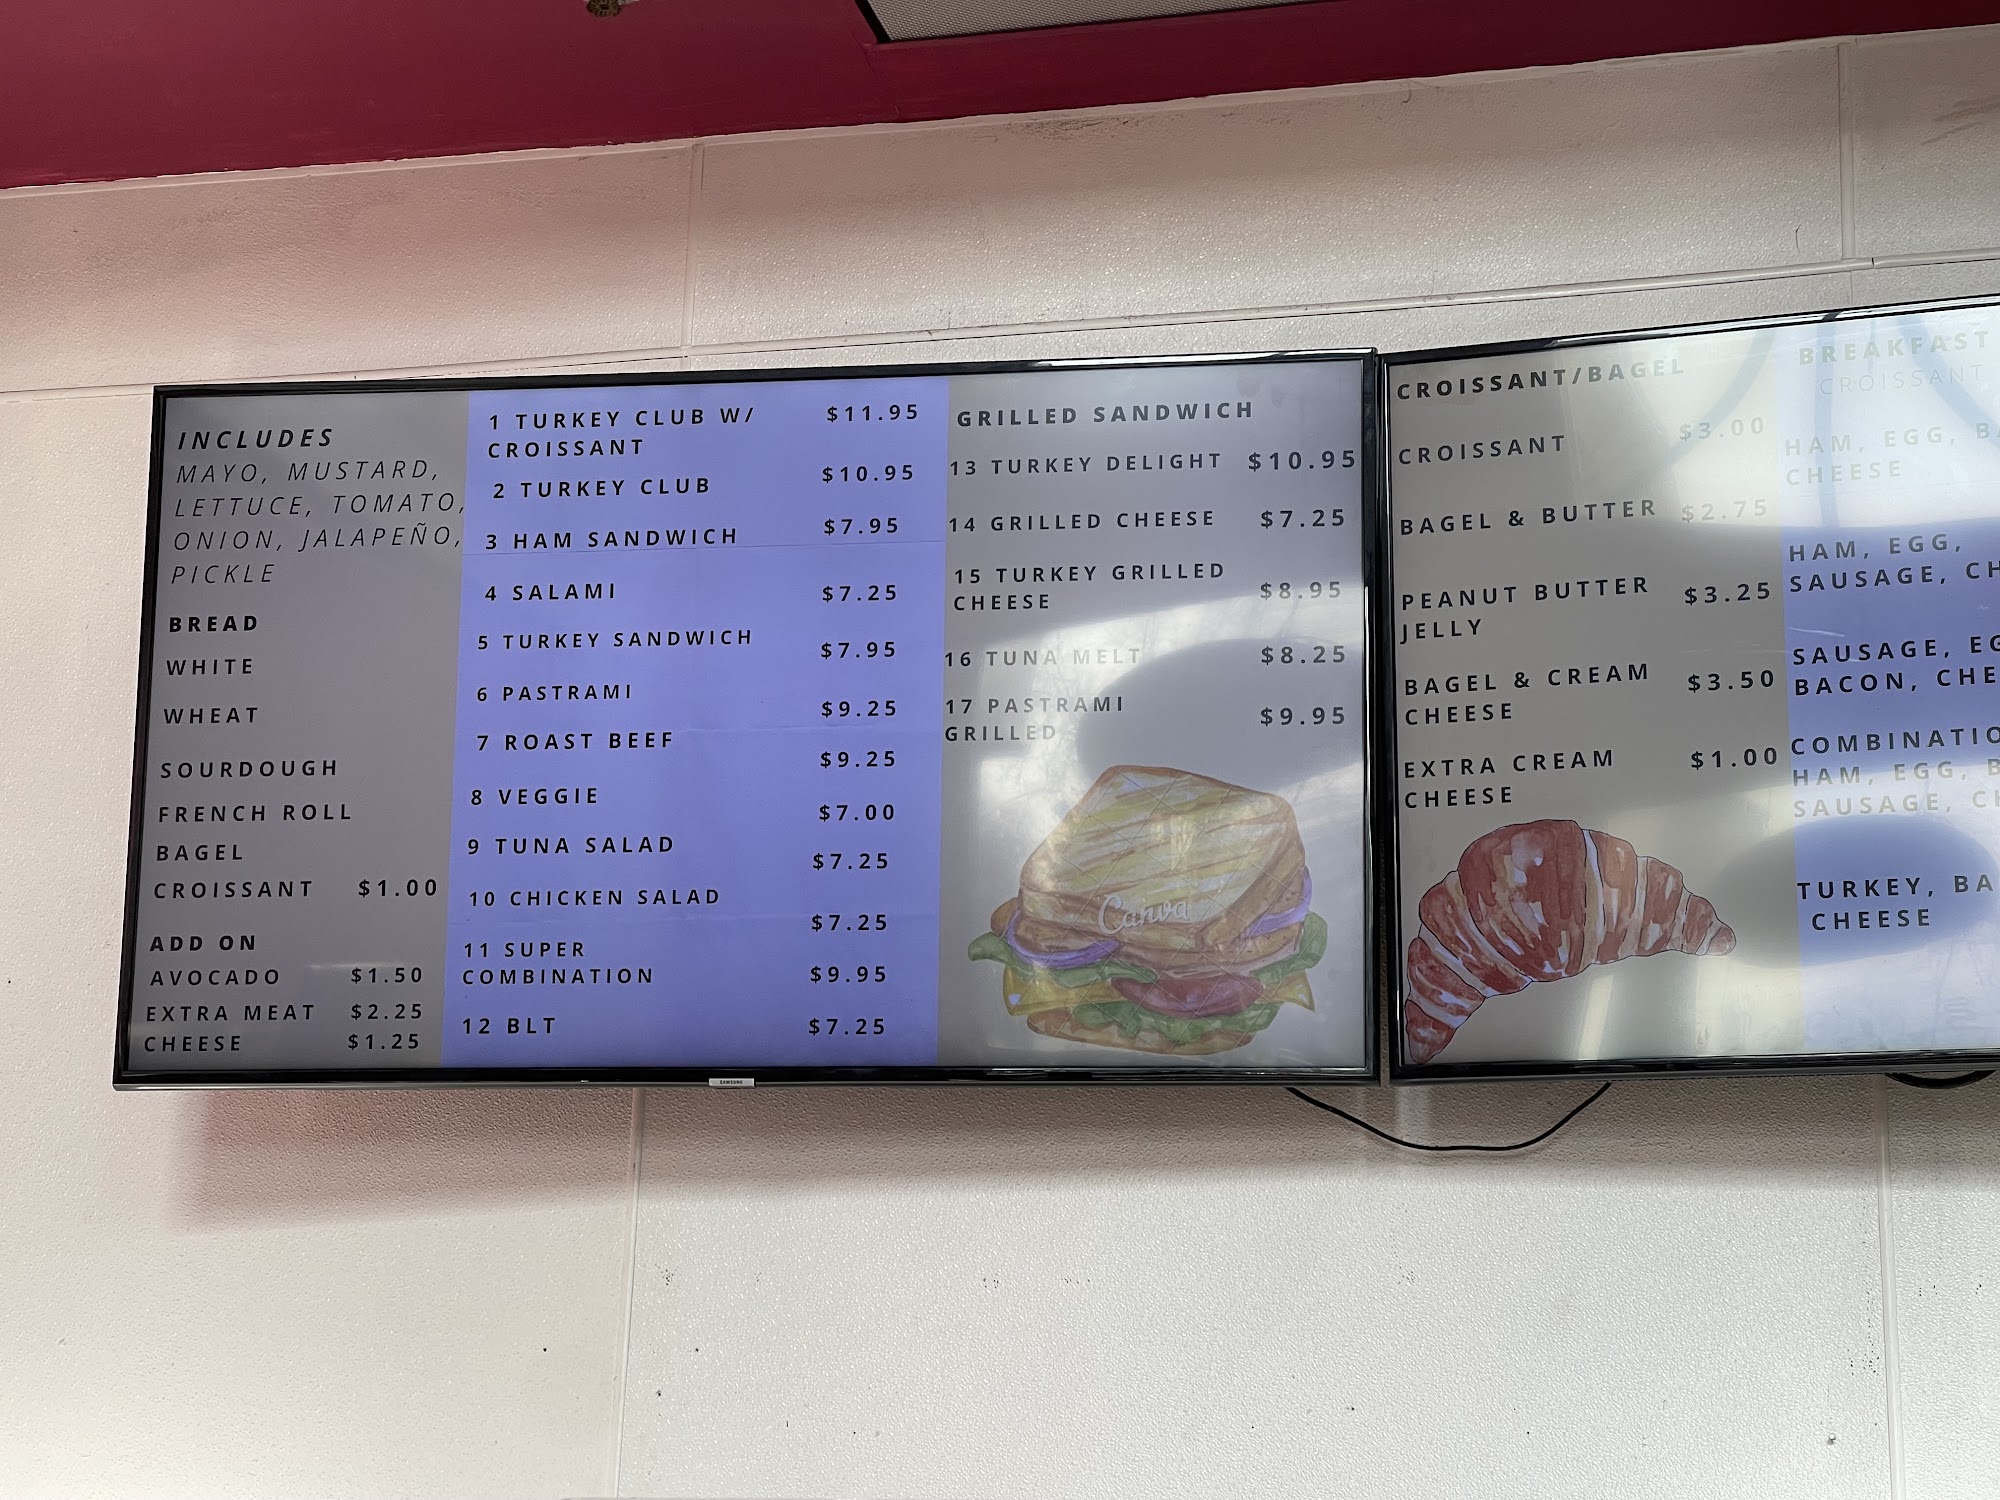 INCLUDES
MAYO, MUSTARD,
LETTUCE, TOMATO,
ONION, JALAPEÑO,
PICKLE
BREAD
WHITE
WHEAT
SOURDOUGH
FRENCH ROLL
BAGEL
CROISSANT $1.00
ADD ON
AVOCADO $1.50
EXTRA MEAT $2.25
CHEESE $1.25
1 TURKEY CLUB W/ $11.95
CROISSANT
2 TURKEY CLUB $10.95
3 HAM SANDWICH $7.95
4 SALAMI $7.25
5 TURKEY SANDWICH $7.95
6 PASTRAMI $9.25
7 ROAST BEEF $9.25
8 VEGGIE $7.00
9 TUNA SALAD $7.25
10 CHICKEN SALAD $7.25
11 SUPER
COMBINATION $9.95
12 BLT $7.25
GRILLED SANDWICH
13 TURKEY DELIGHT $10.95
14 GRILLED CHEESE $7.25
15 TURKEY GRILLED
CHEESE $8.95
16 TUNA MELT $8.25
17 PASTRAMI
GRILLED $9.95
Canva
SAMSUNG
CROISSANT/BAGEL
CROISSANT $3.00
BAGEL & BUTTER $2.75
PEANUT BUTTER $3.25
JELLY
BAGEL & CREAM $3.50
CHEESE
EXTRA CREAM $1.00
CHEESE
BREAKFAST
CROISSANT
HAM, EGG,
CHEESE
HAM, EGG,
SAUSAGE,
SAUSAGE,
BACON,
HAM, EGG,
SAUSAGE,
TURKEY,
CHEESE